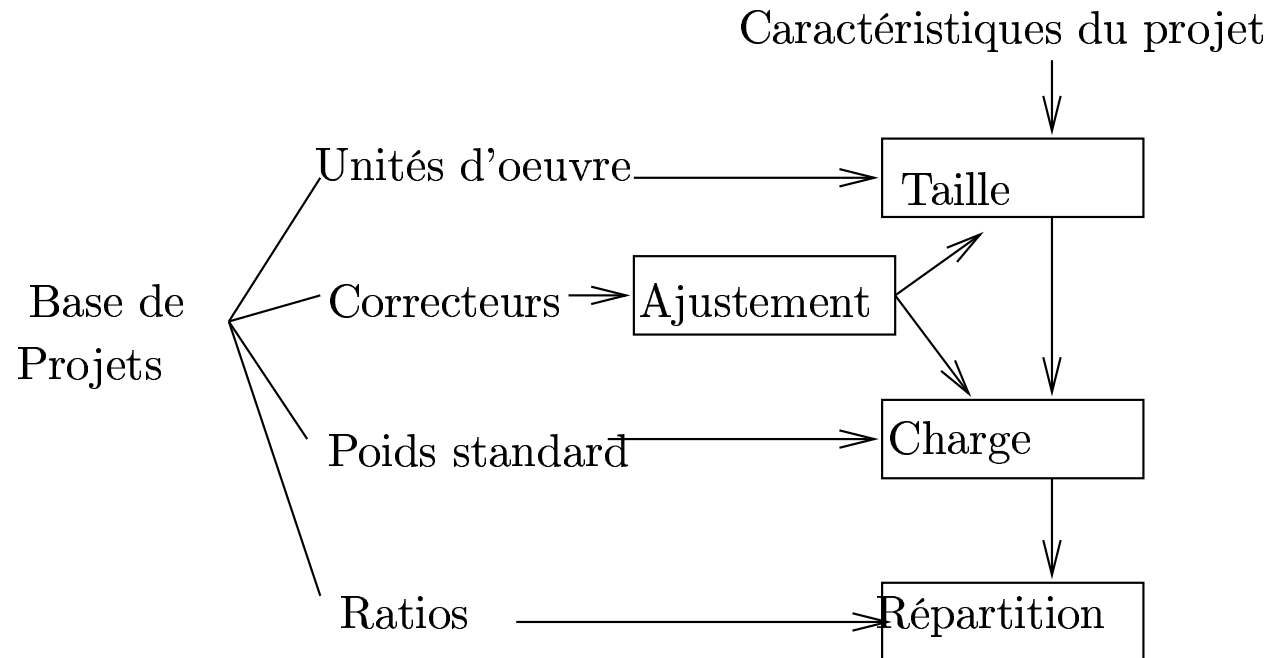 Caractéristiques du projet
Unités d'oeuvre
Taille
Base de
Projets
Correcteurs
Ajustement
Poids standard
Charge
Ratios
Répartition